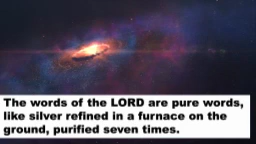 The words of the LORD are pure words,
like silver refined in a furnace on the
ground, purified seven times.